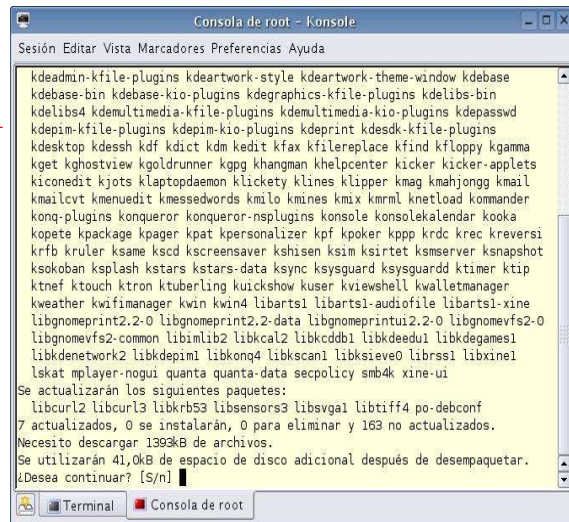 Consola de root - Konsole
Sesión Editar Vista Marcadores Preferencias Ayuda
kdeadmin-kfile-plugins kdeartwork-style kdeartwork-theme-window kdebase
kdebase-bin kdebase-kio-plugins kdegraphics-kfile-plugins kdelibs-bin
kdelibs4 kdemultimedia-kfile-plugins kdemultimedia-kio-plugins kdepasswd
kdepim-kfile-plugins kdepim-kio-plugins kdeprint kdesdk-kfile-plugins
kdesktop kdessh kdf kdict kdm kedit kfax kfilereplace kfind kfloppy kgamma
kget kghostview kgoldrunner kgpg khangman khelpcenter kicker kicker-applets
kiconedit kjots klaptopdaemon klickety klines klipper kmag kmahjongg kmail
kmailcvt kmenuedit kmessedwords kmilo kmines kmix kmrml knetload kommander
konq-plugins konqueror konqueror-nsplugins konsole konsolekalendar kooka
kopete kpackage kpager kpat kpersonalizer kpf kpoker kppp krdc krec kreversi
krfb kruler ksame kscd kscreensaver kshisen ksim ksirtet ksmserver ksnapshot
ksokoban ksplash kstars kstars-data ksync ksysguard ksysguardd ktimer ktip
ktnef ktouch ktron ktuberling kuickshow kuser kviewshell kwalletmanager
kweather kwifimanager kwin kwin4 libarts1 libarts1-audiofile libarts1-xine
libgnomeprint2.2-0 libgnomeprint2.2-data libgnomeprintui2.2-0 libgnomevfs2-0
libgnomevfs2-common libimlib2 libkcal2 libkcddb1 libkdeedu1 libkdegames1
libkdenetwork2 libkdepim1 libkonq4 libkscan1 libksieve0 librss1 libxine1
lskat mplayer-nogui quanta quanta-data secpolicy smb4k xine-ui
Se actualizarán los siguientes paquetes:
libcurl2 libcurl3 libkrb53 libsensors3 libsvga1 libtiff4 po-debconf
7 actualizados, 0 se instalarán, 0 para eliminar y 163 no actualizados.
Necesito descargar 1393kB de archivos.
Se utilizarán 41,0kB de espacio de disco adicional después de desempaquetar.
¿Desea continuar? [S/n]
Terminal Consola de root